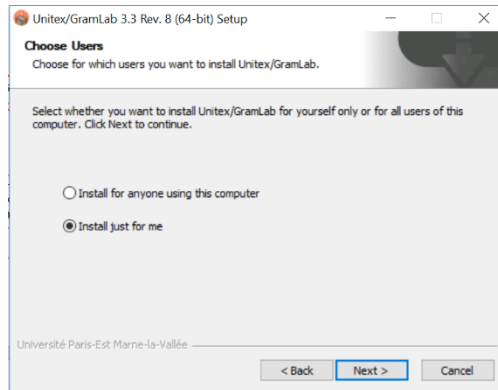 Unitex/GramLab 3.3 Rev. 8 (64-bit) Setup
Choose Users
Choose for which users you want to install Unitex/GramLab.
Select whether you want to install Unitex/GramLab for yourself only or for all users of this
computer. Click Next to continue.
Install for anyone using this computer
Install just for me
Université Paris-Est Marne-la-Vallée
< Back Next > Cancel